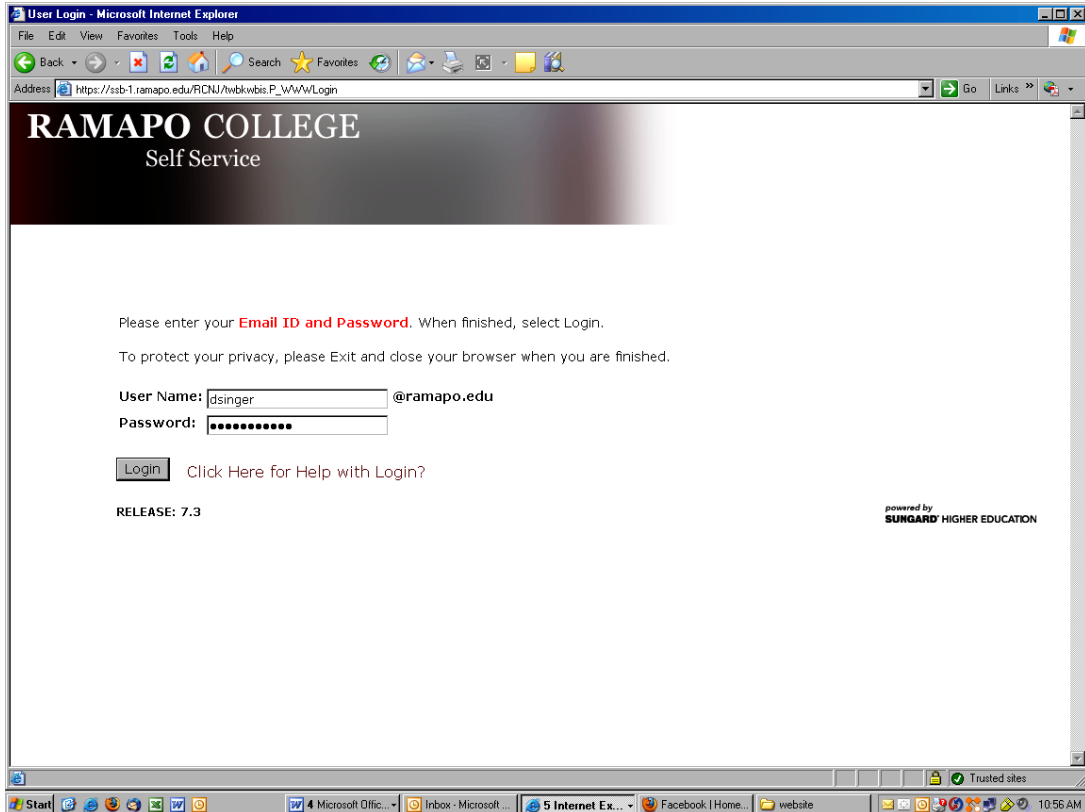 User Login - Microsoft Internet Explorer
File Edit View Favorites Tools Help
Back Search Favorites
Address https://ssb-1.ramapo.edu/RCNJ/twbkwbis.P_WWWLogin Go Links »
RAMAPO COLLEGE
Self Service
Please enter your Email ID and Password. When finished, select Login.
To protect your privacy, please Exit and close your browser when you are finished.
User Name: dsinger @ramapo.edu
Password: ●●●●●●●●●●●
Login Click Here for Help with Login?
RELEASE: 7.3
powered by
SUNGARD' HIGHER EDUCATION
Trusted sites
Start 4 Microsoft Offic... Inbox - Microsoft ... 5 Internet Ex... Facebook | Home... website 10:56 AM